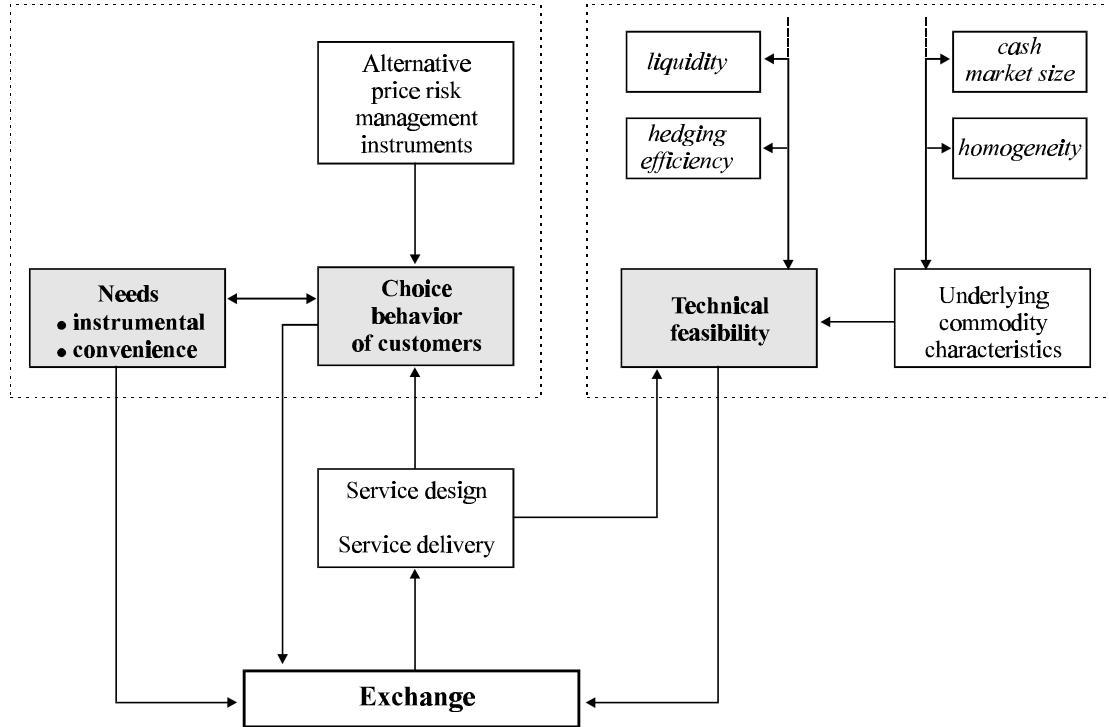 Alternative
price risk
management
instruments
liquidity
cash
market size
hedging
efficiency
homogeneity
Needs
• instrumental
• convenience
Choice
behavior
of customers
Technical
feasibility
Underlying
commodity
characteristics
Service design
Service delivery
Exchange